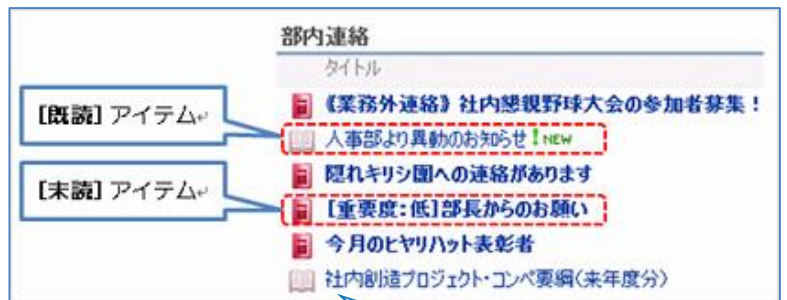 部内連絡
タイトル
《業務外連絡》社内懇親野球大会の参加者募集！
[既読] アイテム
人事部より異動のお知らせ ! NEW
隠れキリシ團への連絡があります
[未読] アイテム
[重要度：低]部長からのお願い
今月のヒヤリハット表彰者
社内創造プロジェクト・コンペ要綱（来年度分）